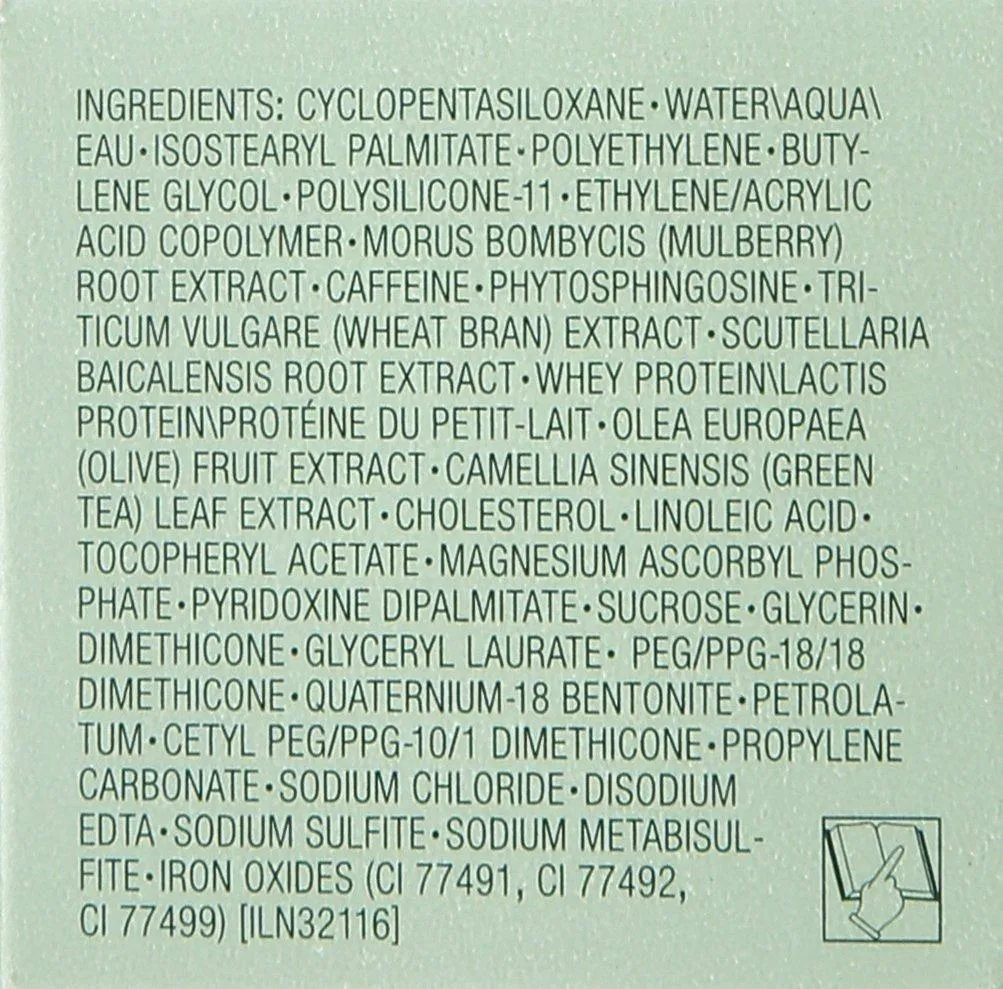 INGREDIENTS: CYCLOPENTASILOXANE•WATER\AQUA\
EAU•ISOSTEARYL PALMITATE•POLYETHYLENE•BUTY-
LENE GLYCOL•POLYSILICONE-11•ETHYLENE/ACRYLIC
ACID COPOLYMER•MORUS BOMBYCIS (MULBERRY)
ROOT EXTRACT•CAFFEINE•PHYTOSPHINGOSINE•TRI-
TICUM VULGARE (WHEAT BRAN) EXTRACT•SCUTELLARIA
BAICALENSIS ROOT EXTRACT•WHEY PROTEIN\LACTIS
PROTEIN\PROTÉINE DU PETIT-LAIT•OLEA EUROPAEA
(OLIVE) FRUIT EXTRACT•CAMELLIA SINENSIS (GREEN
TEA) LEAF EXTRACT•CHOLESTEROL•LINOLEIC ACID•
TOCOPHERYL ACETATE•MAGNESIUM ASCORBYL PHOS-
PHATE•PYRIDOXINE DIPALMITATE•SUCROSE•GLYCERIN•
DIMETHICONE•GLYCERYL LAURATE• PEG/PPG-18/18
DIMETHICONE•QUATERNIUM-18 BENTONITE•PETROLA-
TUM•CETYL PEG/PPG-10/1 DIMETHICONE•PROPYLENE
CARBONATE•SODIUM CHLORIDE•DISODIUM
EDTA•SODIUM SULFITE•SODIUM METABISUL-
FITE•IRON OXIDES (CI 77491, CI 77492,
CI 77499) [ILN32116]